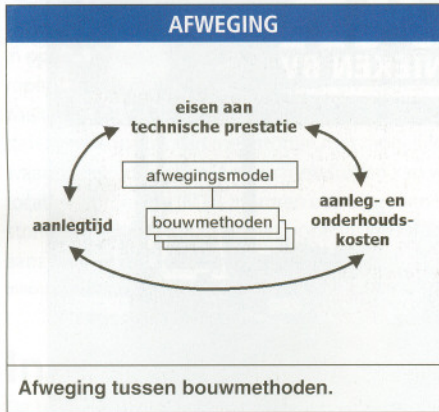 AFWEGING
eisen aan
technische prestatie
afwegingsmodel
aanlegtijd
bouwmethoden
aanleg- en
onderhouds-
kosten
Afweging tussen bouwmethoden.